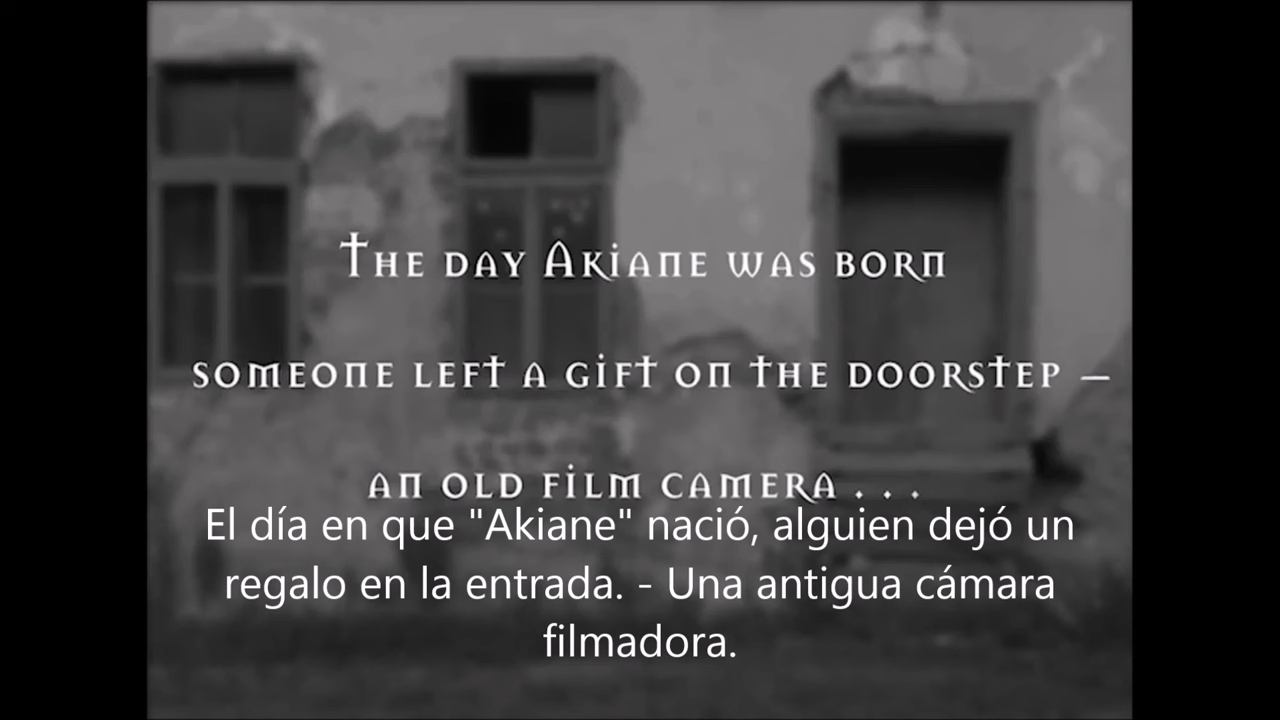 The day Akiane was born
someone left a gift on the doorstep –
an old film camera . . .
El día en que "Akiane" nació, alguien dejó un
regalo en la entrada. - Una antigua cámara
filmadora.